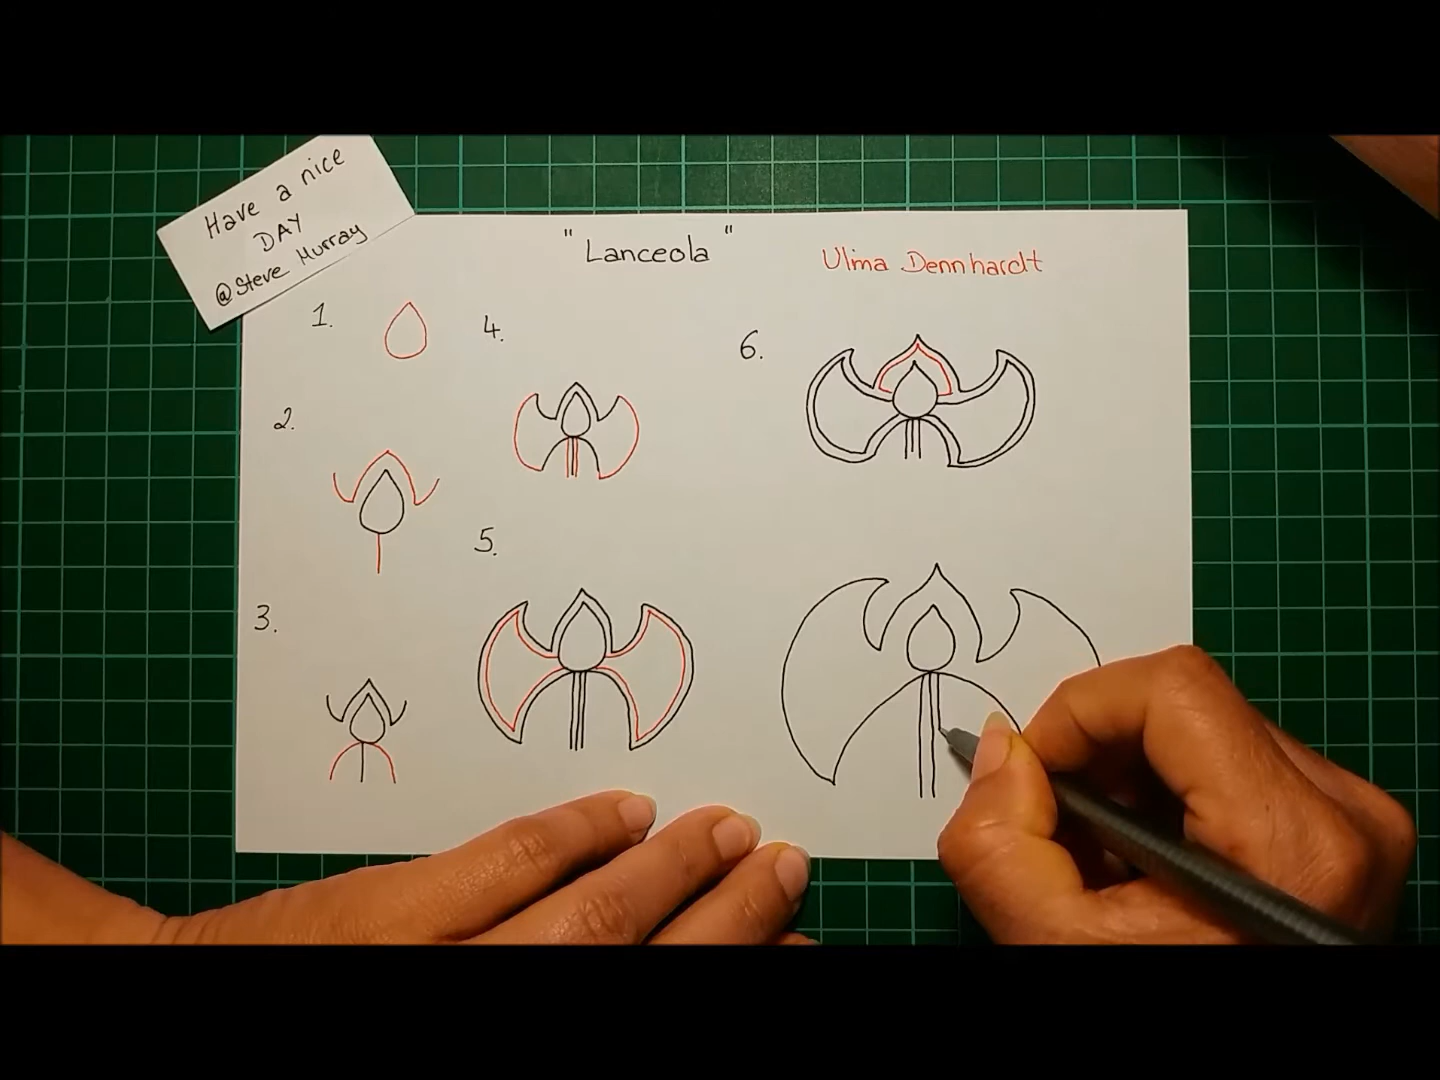 Have a nice
DAY
@Steve Murray
"Lanceola"
Ulma Dennhardt
1.
2.
3.
4.
5.
6.